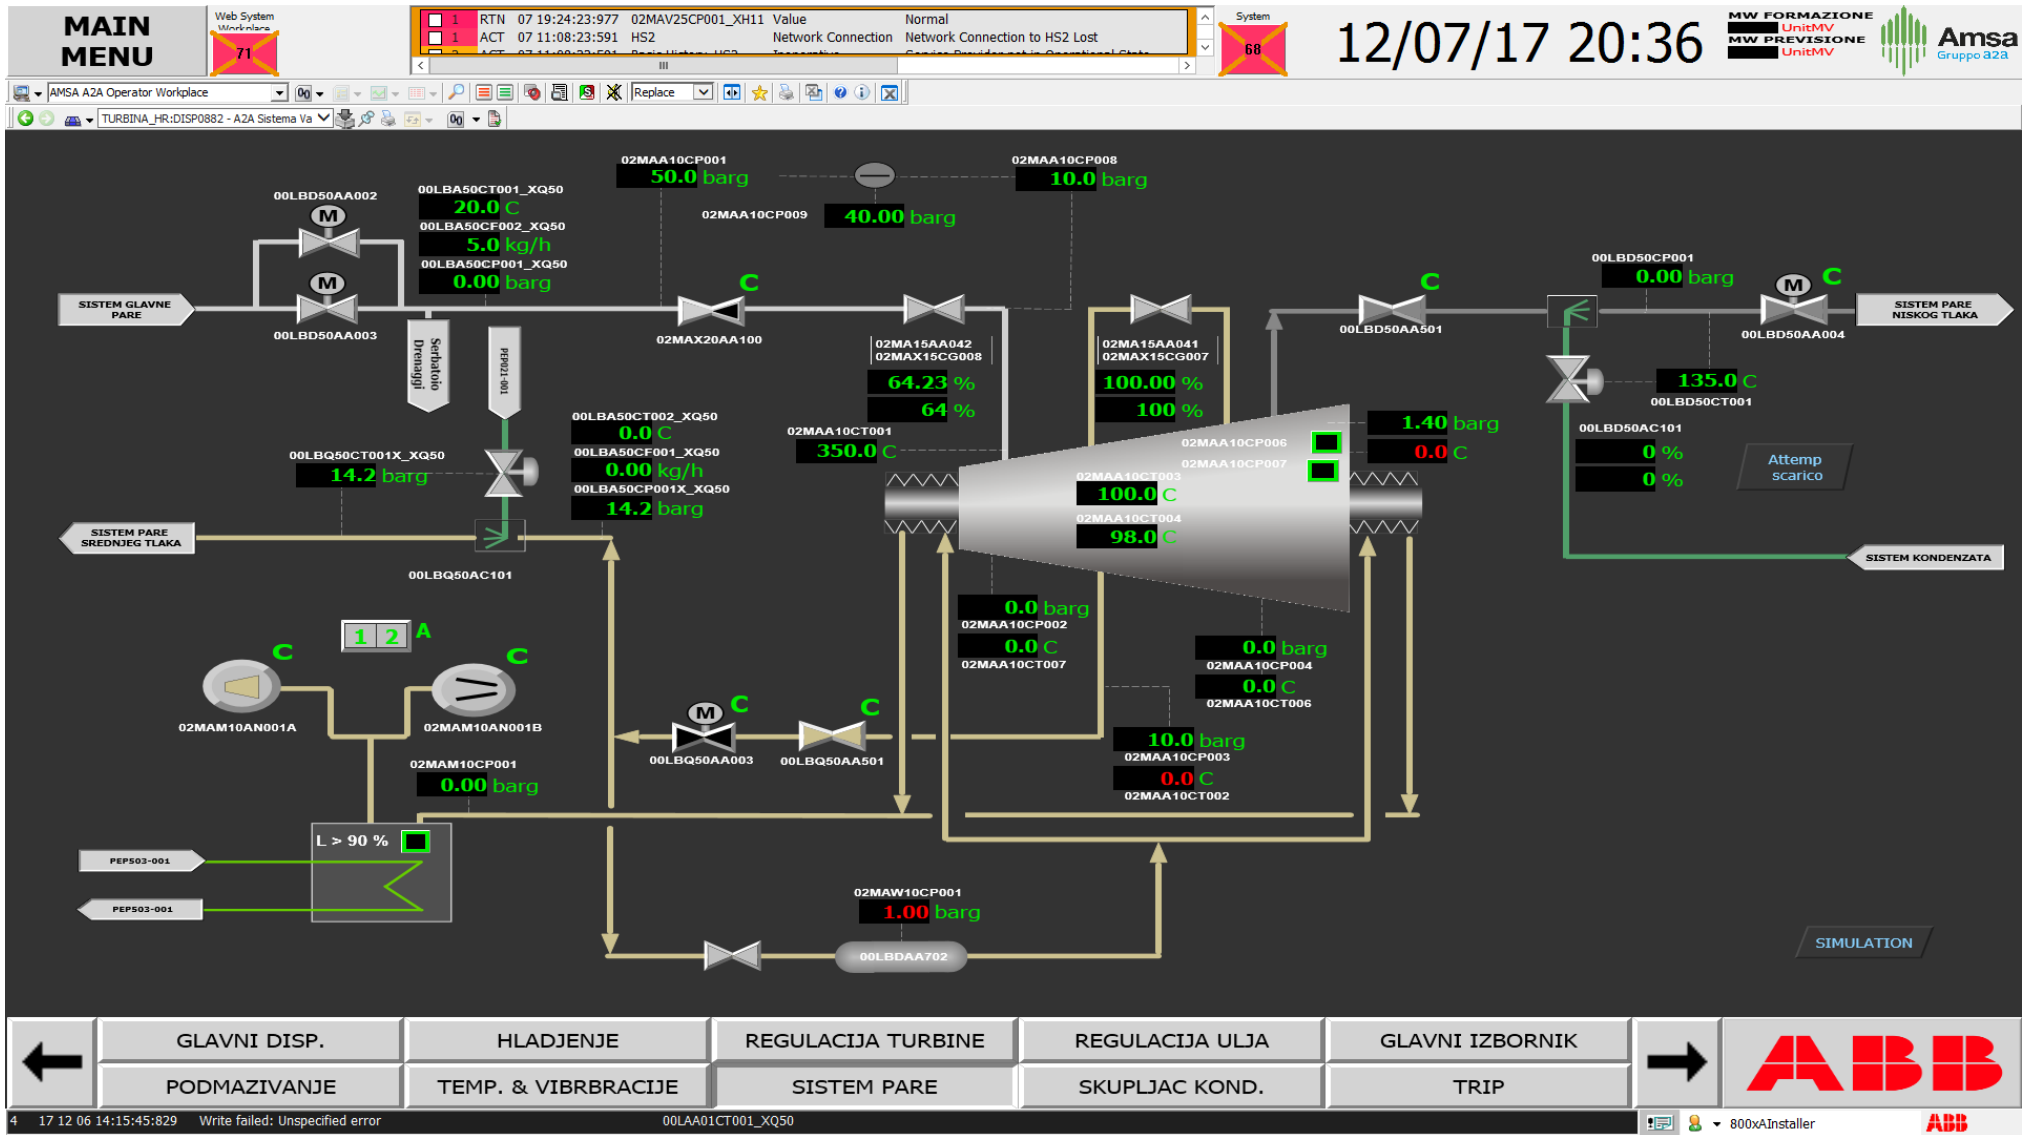 MAIN MENU
Web System Workplace
71
1 RTN 07 19:24:23:977 02MAV25CP001_XH11 Value Normal
1 ACT 07 11:08:23:591 HS2 Network Connection Network Connection to HS2 Lost
System
68
12/07/17 20:36
MW FORMAZIONE
UnitMV
MW PREVISIONE
UnitMV
Amsa
Gruppo a2a
AMSA A2A Operator Workplace
Replace
TURBINA_HR:DISP0882 - A2A Sistema Va
02MAA10CP001
50.0 barg
02MAA10CP008
10.0 barg
02MAA10CP009 40.00 barg
00LBD50AA002
M
00LBA50CT001_XQ50
20.0 C
00LBA50CF002_XQ50
5.0 kg/h
00LBA50CP001_XQ50
0.00 barg
M
SISTEM GLAVNE PARE
00LBD50AA003
Serbatoio Drenaggi
PEP021-001
C
02MAX20AA100
02MA15AA042
02MAX15CG008
64.23 %
64 %
02MA15AA041
02MAX15CG007
100.00 %
100 %
C
00LBD50AA501
00LBD50CP001
0.00 barg
M C
00LBD50AA004
SISTEM PARE NISKOG TLAKA
135.0 C
00LBD50CT001
00LBD50AC101
0 %
0 %
Attemp scarico
SISTEM KONDENZATA
02MAA10CT001
350.0 C
00LBA50CT002_XQ50
0.0 C
00LBA50CF001_XQ50
0.00 kg/h
00LBA50CP001X_XQ50
14.2 barg
00LBQ50CT001X_XQ50
14.2 barg
SISTEM PARE SREDNJEG TLAKA
00LBQ50AC101
02MAA10CP006
02MAA10CP007
1.40 barg
0.0 C
02MAA10CT003
100.0 C
02MAA10CT004
98.0 C
0.0 barg
02MAA10CP002
0.0 C
02MAA10CT007
0.0 barg
02MAA10CP004
0.0 C
02MAA10CT006
10.0 barg
02MAA10CP003
0.0 C
02MAA10CT002
1 2 A
C
02MAM10AN001A
C
02MAM10AN001B
M C
00LBQ50AA003
C
00LBQ50AA501
02MAM10CP001
0.00 barg
L > 90 %
PEP503-001
PEP503-001
02MAW10CP001
1.00 barg
00LBDAA702
SIMULATION
GLAVNI DISP.
HLADJENJE
REGULACIJA TURBINE
REGULACIJA ULJA
GLAVNI IZBORNIK
PODMAZIVANJE
TEMP. & VIBRBRACIJE
SISTEM PARE
SKUPLJAC KOND.
TRIP
ABB
4 17 12 06 14:15:45:829 Write failed: Unspecified error 00LAA01CT001_XQ50
800xAInstaller
ABB